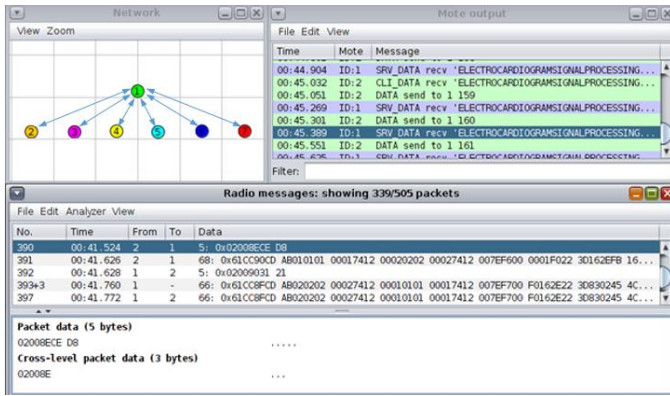 Network
View Zoom
1
2
3
4
5
7
Mote output
File Edit View
Time Mote Message
00:44.904 ID:1 SRV_DATA recv 'ELECTROCARDIOGRAMSIGNALPROCESSING...
00:45.032 ID:2 CLI_DATA recv 'ELECTROCARDIOGRAMSIGNALPROCESSING...
00:45.051 ID:2 DATA send to 1 159
00:45.269 ID:1 SRV_DATA recv 'ELECTROCARDIOGRAMSIGNALPROCESSING...
00:45.301 ID:2 DATA send to 1 160
00:45.389 ID:1 SRV_DATA recv 'ELECTROCARDIOGRAMSIGNALPROCESSING...
00:45.551 ID:2 DATA send to 1 161
00:45.625 ID:1 SRV_DATA recv 'ELECTROCARDIOGRAMSIGNALPROCESSING...
Filter:
Radio messages: showing 339/505 packets
File Edit Analyzer View
No. Time From To Data
390 00:41.524 2 1 5: 0x02008ECE D8
391 00:41.626 2 1 68: 0x61CC90CD AB010101 00017412 00020202 00027412 007EF600 0001F022 3D162EFB 16...
392 00:41.628 1 2 5: 0x02009031 21
393+3 00:41.760 1 - 66: 0x61CC8FCD AB020202 00027412 00010101 00017412 007EF700 F0162E22 3D830245 4C...
397 00:41.772 1 2 66: 0x61CC8FCD AB020202 00027412 00010101 00017412 007EF700 F0162E22 3D830245 4C...
Packet data (5 bytes)
02008ECE D8 .....
Cross-level packet data (3 bytes)
02008E ...